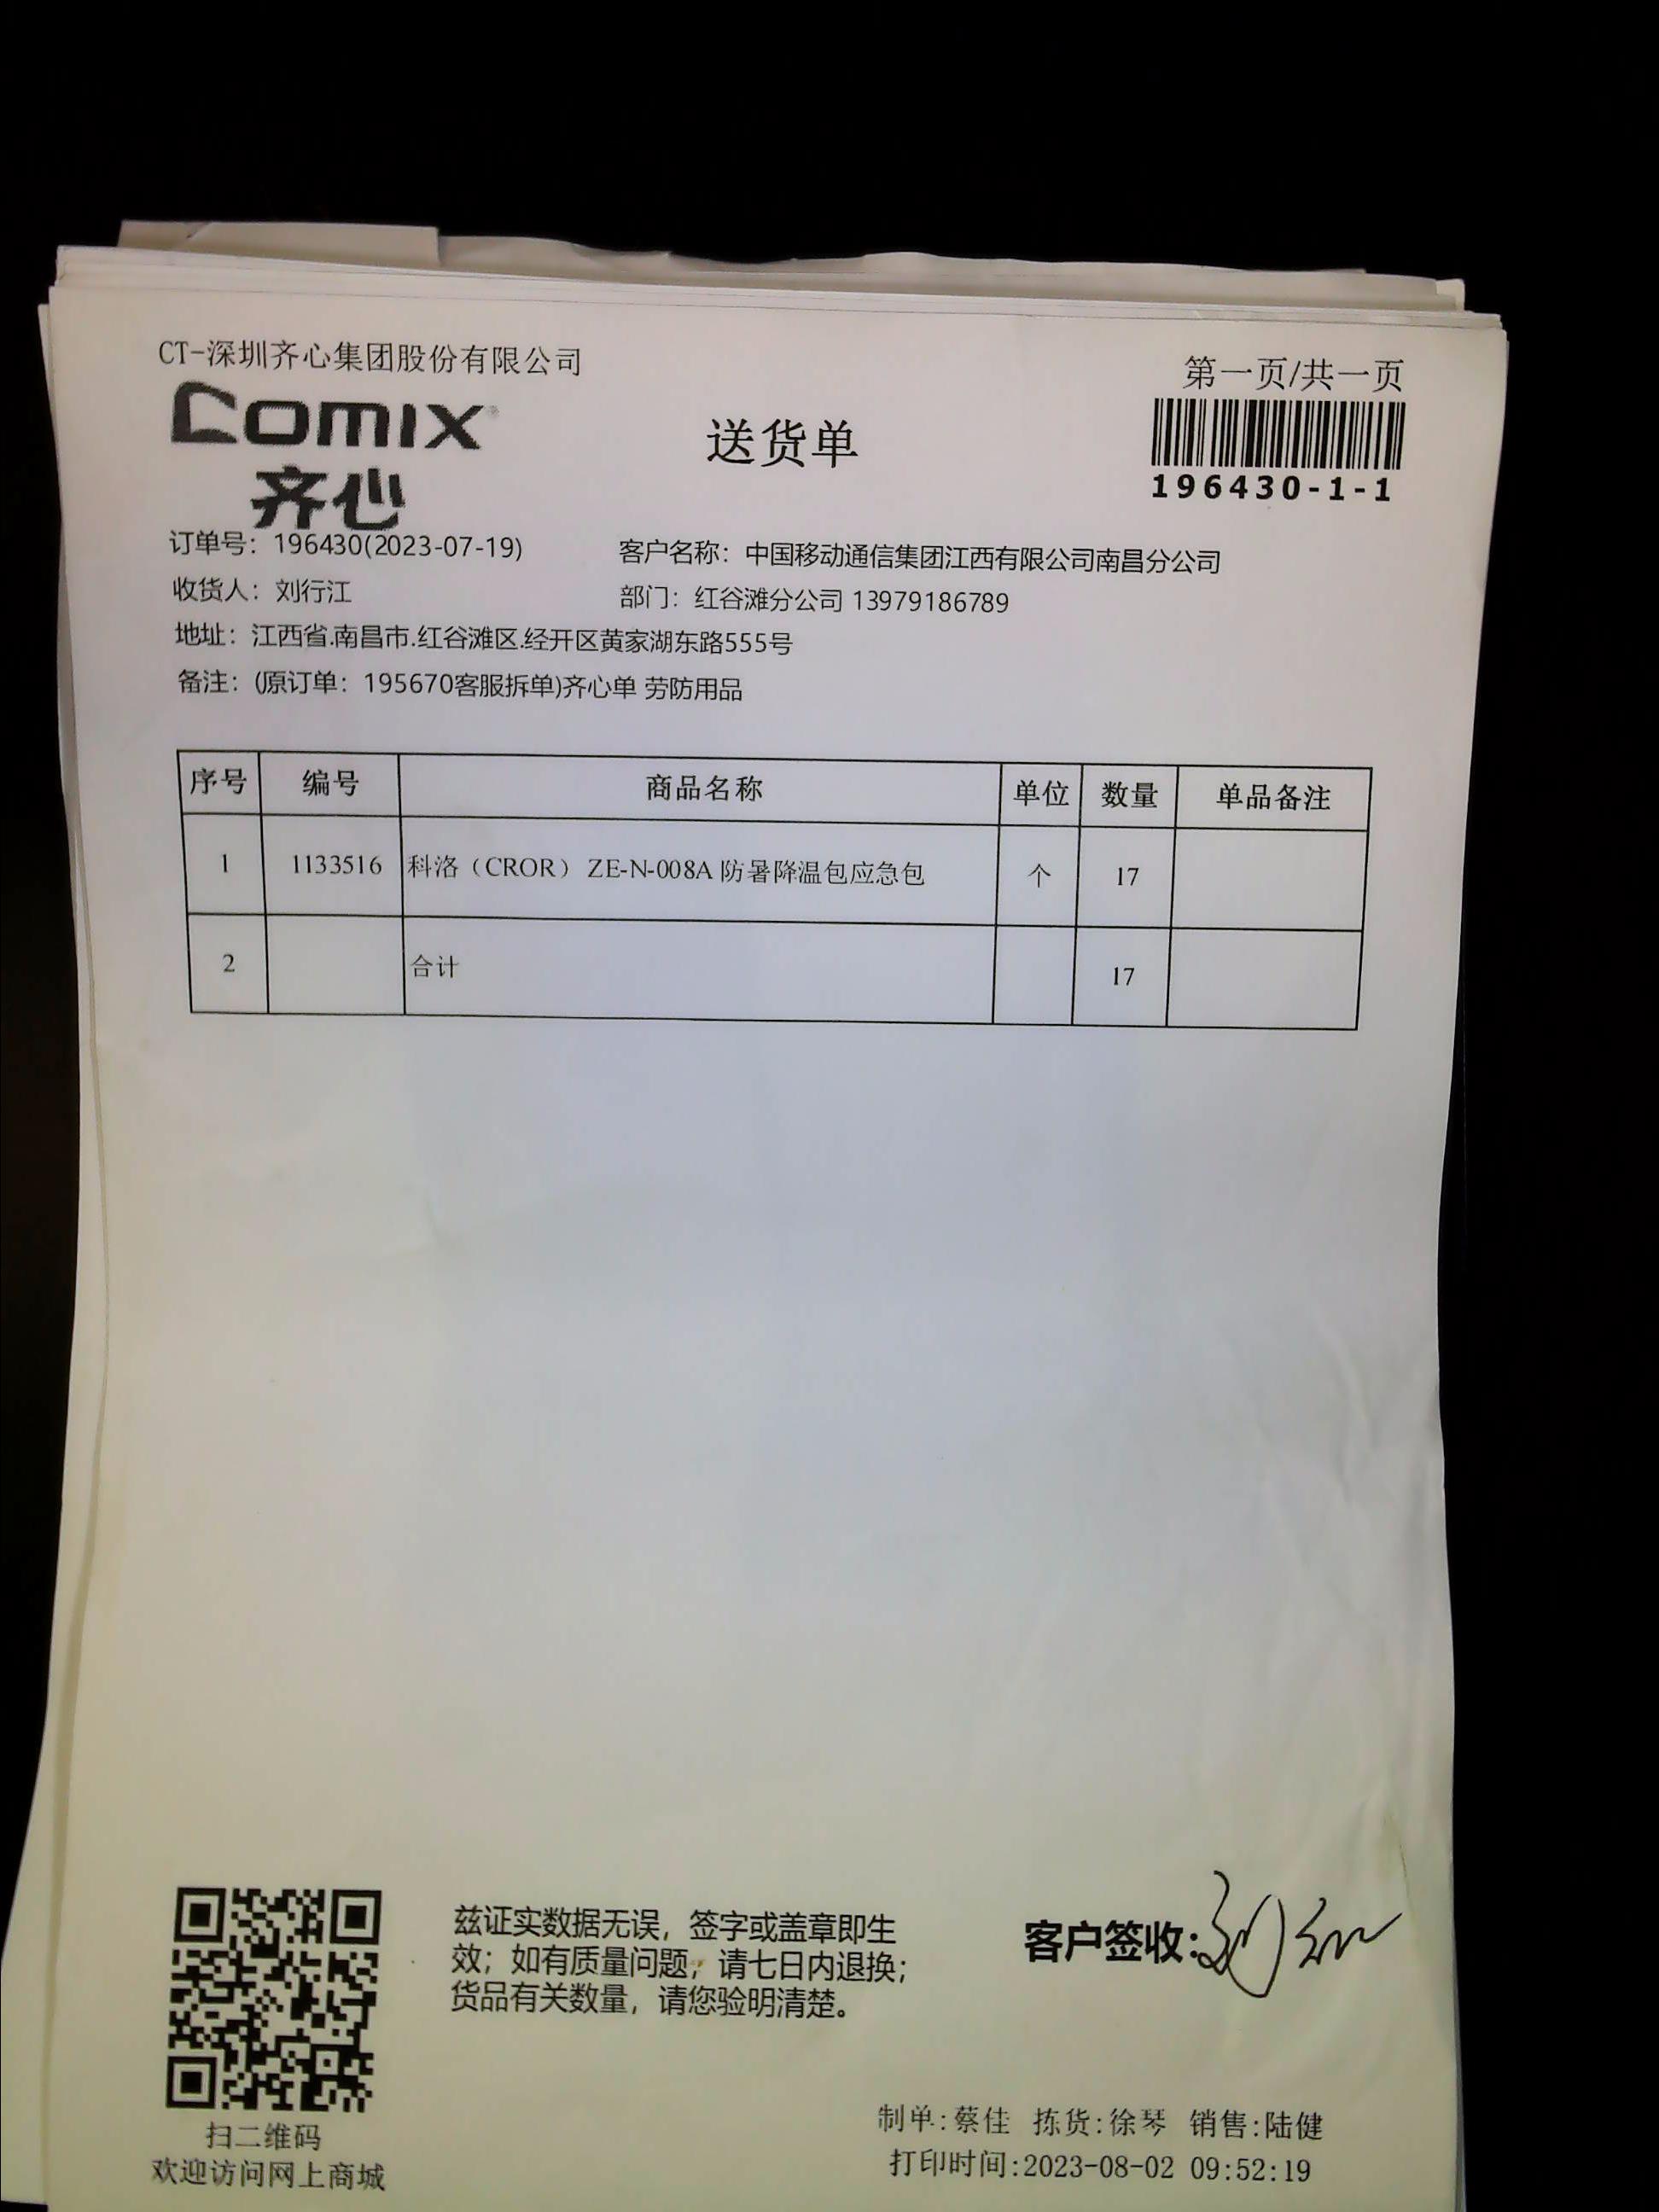 CT-深圳齐心集团股份有限公司
第一页/共一页
comix
齐心
送货单
196430-1-1
订单号：196430(2023-07-19) 客户名称：中国移动通信集团江西有限公司南昌分公司
收货人：刘行江 部门：红谷滩分公司 13979186789
地址：江西省.南昌市.红谷滩区.经开区黄家湖东路555号
备注：(原订单：195670客服拆单)齐心单 劳防用品
序号 编号 商品名称 单位 数量 单品备注
1 1133516 科洛（CROR） ZE-N-008A 防暑降温包应急包 个 17
2 合计 17
兹证实数据无误，签字或盖章即生
效；如有质量问题，请七日内退换；
货品有关数量，请您验明清楚。
客户签收：
扫二维码
欢迎访问网上商城
制单:蔡佳 拣货:徐琴 销售:陆健
打印时间:2023-08-02 09:52:19